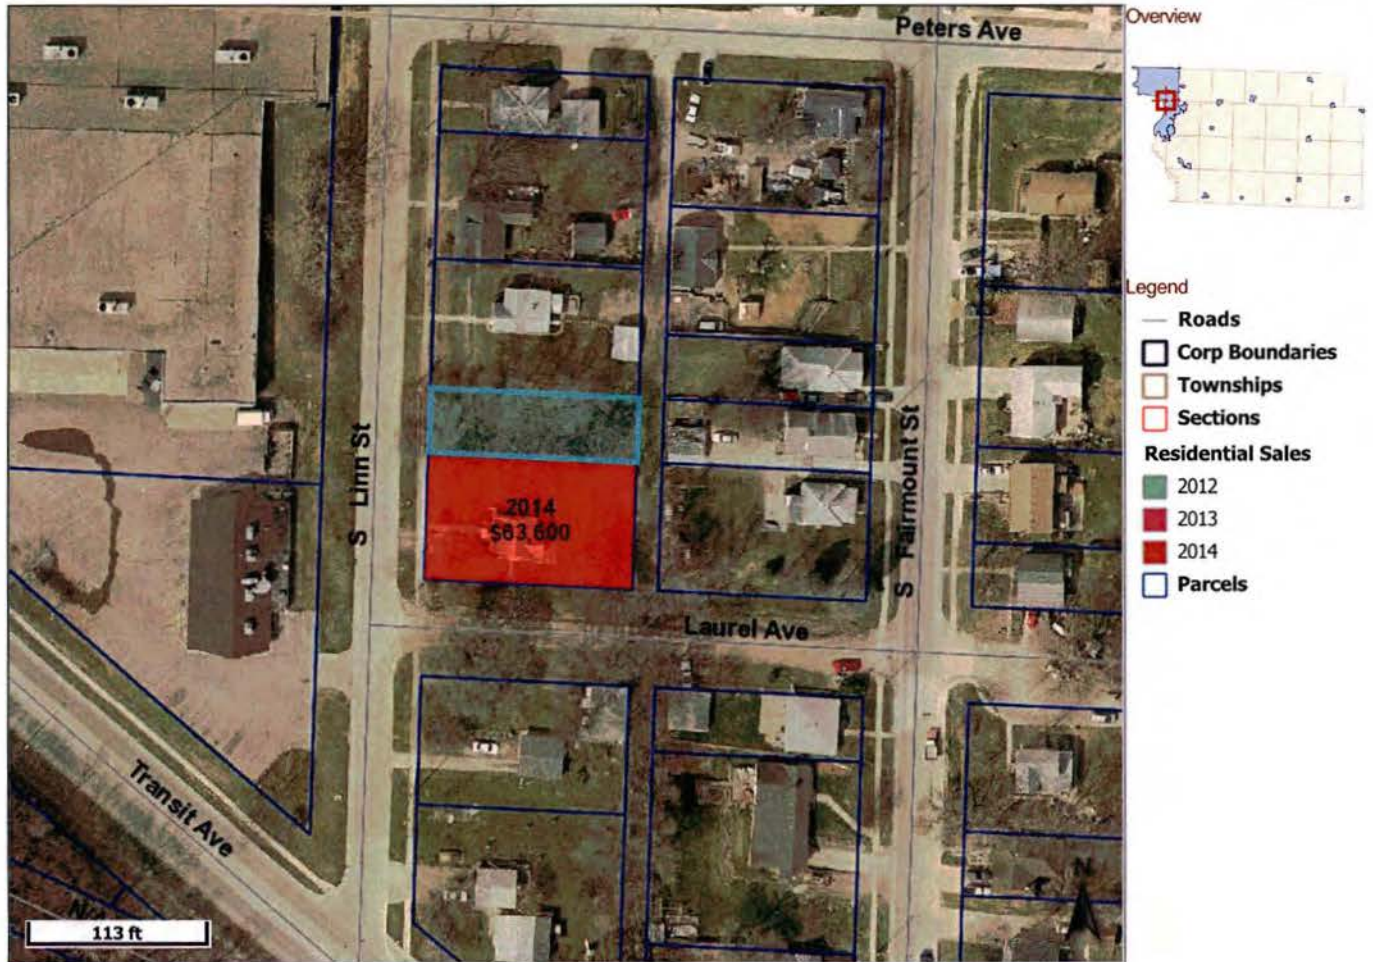 Peters Ave
S Linn St
2014
$63,600
S Fairmount St
Laurel Ave
Transit Ave
113 ft
Overview
Legend
Roads
Corp Boundaries
Townships
Sections
Residential Sales
2012
2013
2014
Parcels